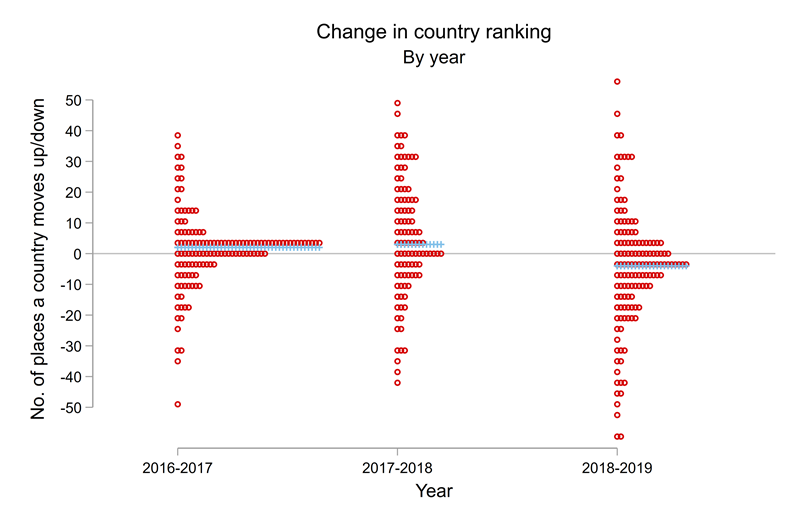 Change in country ranking
By year
No. of places a country moves up/down
50
40
30
20
10
0
-10
-20
-30
-40
-50
2016-2017 2017-2018 2018-2019
Year